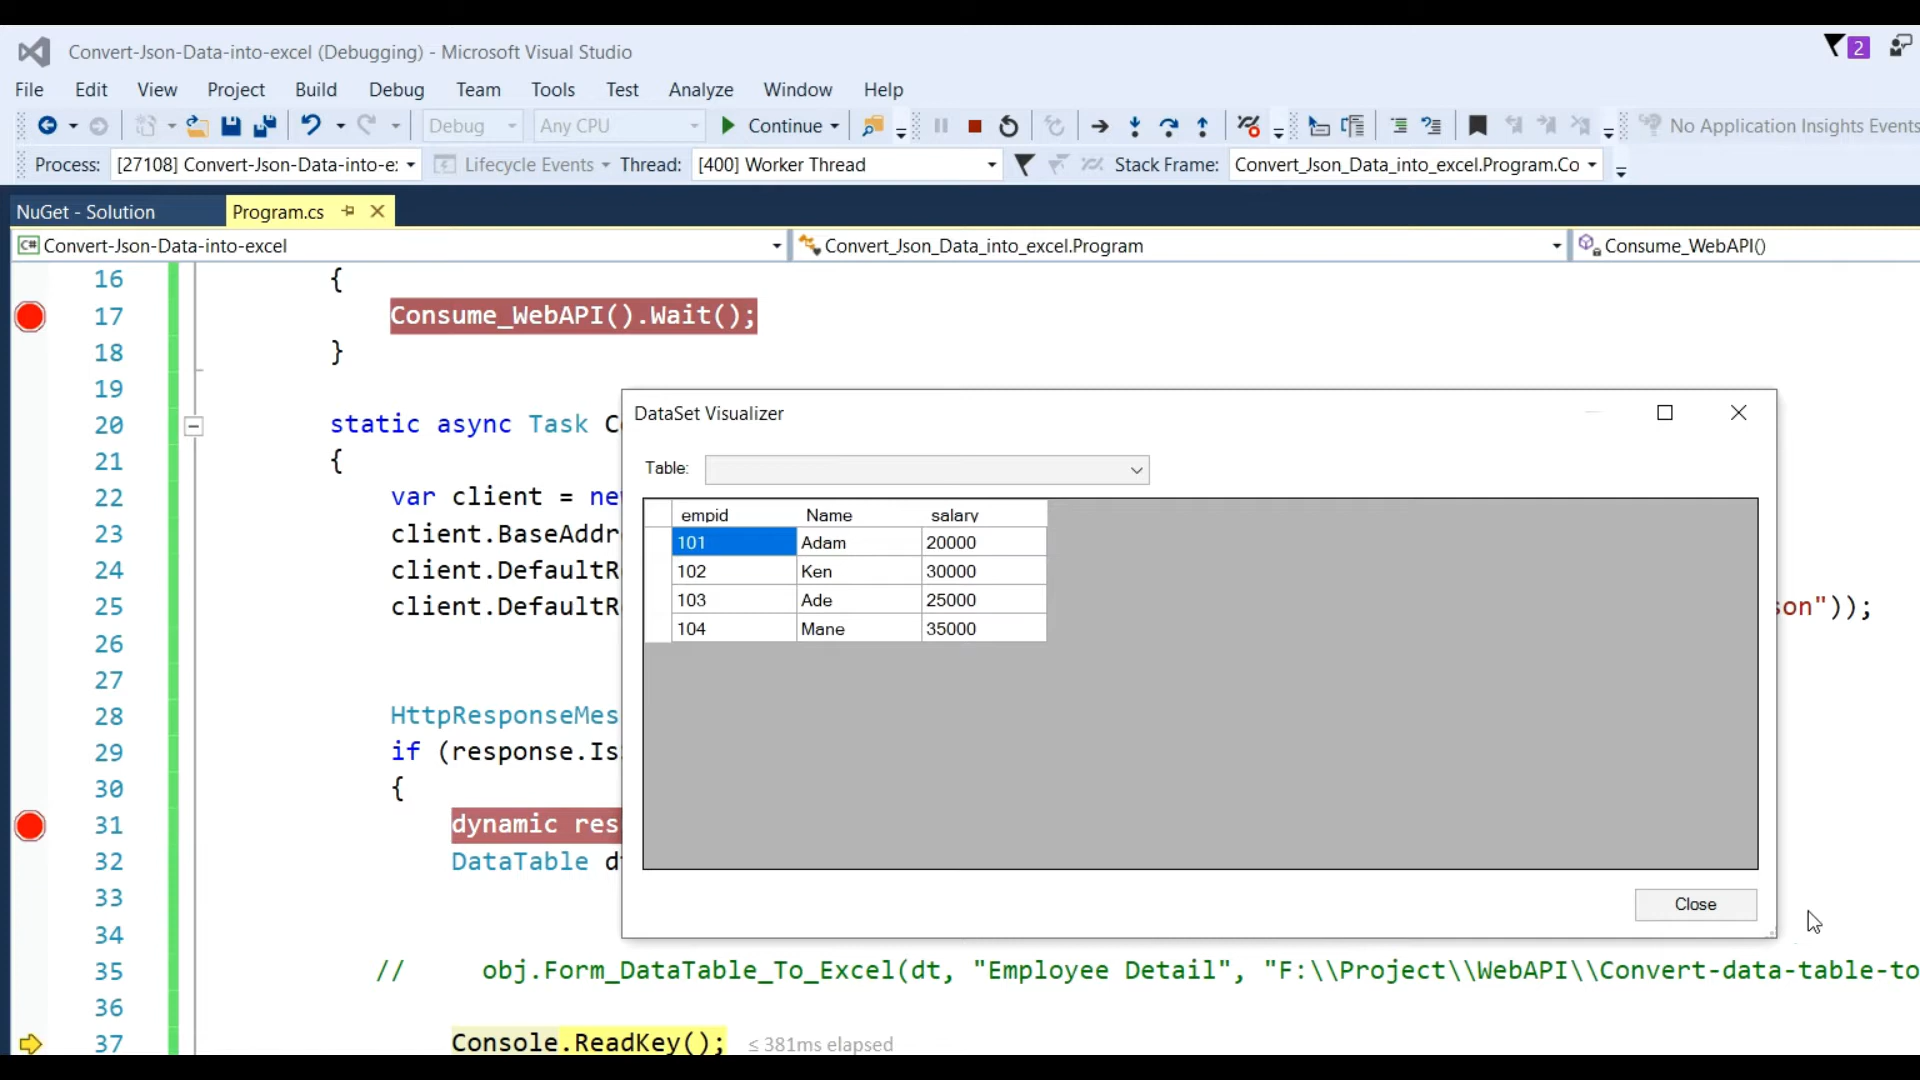 Convert-Json-Data-into-excel (Debugging) - Microsoft Visual Studio
2
File Edit View Project Build Debug Team Tools Test Analyze Window Help
Debug Any CPU Continue No Application Insights Events
Process: [27108] Convert-Json-Data-into-e: Lifecycle Events Thread: [400] Worker Thread Stack Frame: Convert_Json_Data_into_excel.Program.Co
NuGet - Solution Program.cs
C# Convert-Json-Data-into-excel Convert_Json_Data_into_excel.Program Consume_WebAPI()
16 {
17 Consume_WebAPI().Wait();
18 }
19
20 static async Task C
21 {
22 var client = ne
23 client.BaseAddr
24 client.DefaultR
25 client.DefaultR son"));
26
27
28 HttpResponseMes
29 if (response.Is
30 {
31 dynamic res
32 DataTable d
33
34
35 // obj.Form_DataTable_To_Excel(dt, "Employee Detail", "F:\\Project\\WebAPI\\Convert-data-table-to
36
37 Console.ReadKey(); ≤ 381ms elapsed
DataSet Visualizer
Table:
empid Name salary
101 Adam 20000
102 Ken 30000
103 Ade 25000
104 Mane 35000
Close